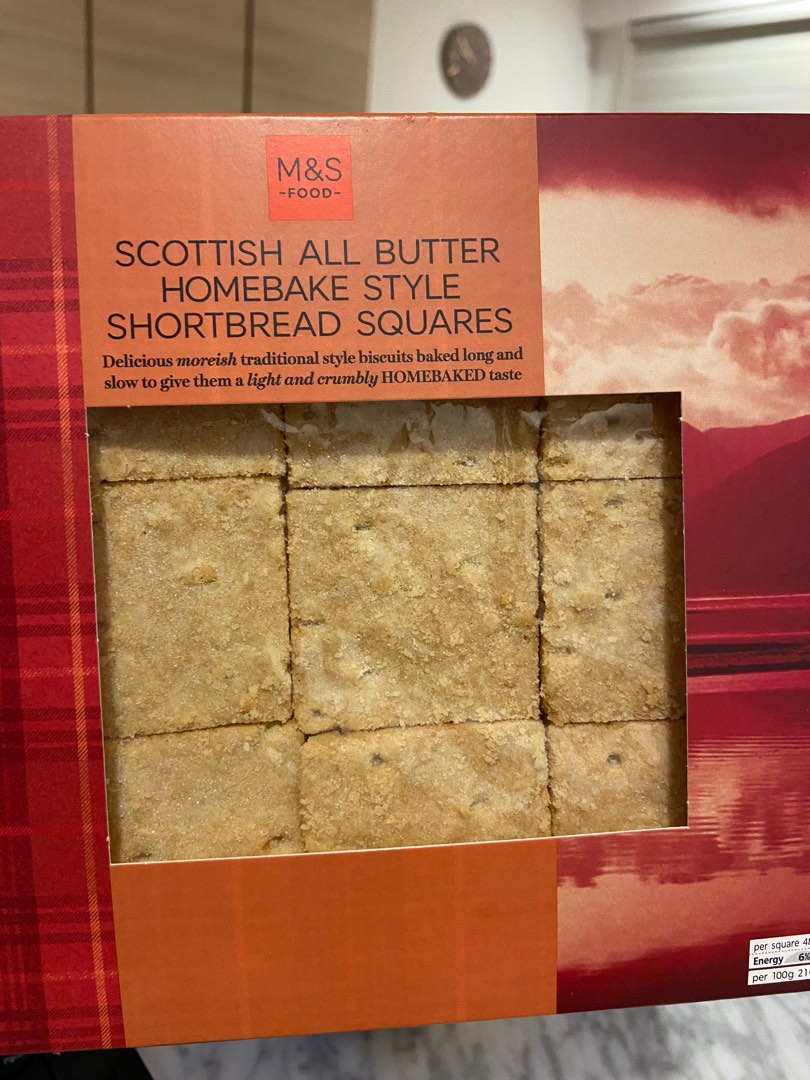 M&S
-FOOD-
SCOTTISH ALL BUTTER
HOMEBAKE STYLE
SHORTBREAD SQUARES
Delicious moreish traditional style biscuits baked long and
slow to give them a light and crumbly HOMEBAKED taste
per square
Energy 6%
per 100g